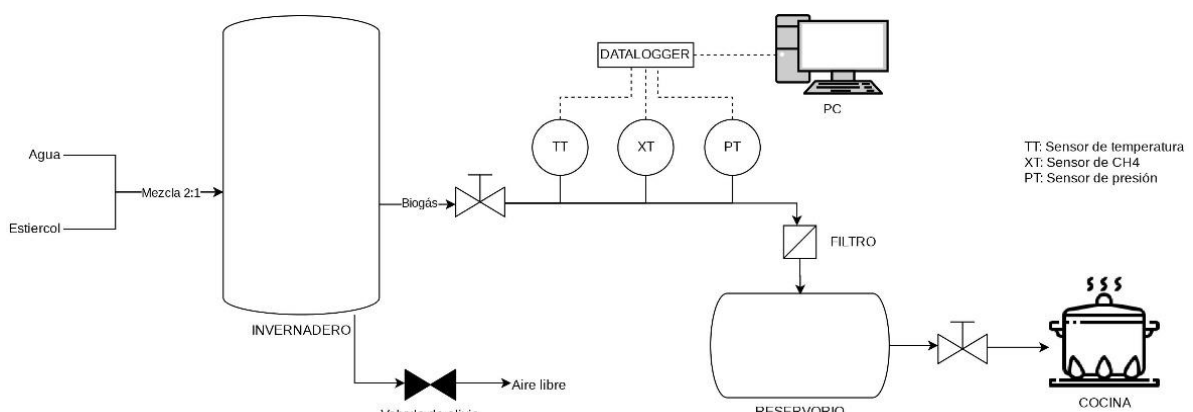 DATALOGGER
PC
TT
XT
PT
TT: Sensor de temperatura
XT: Sensor de CH4
PT: Sensor de presión
Agua
Mezcla 2:1
Estiercol
Biogás
FILTRO
INVERNADERO
Aire libre
COCINA
RESERVORIO